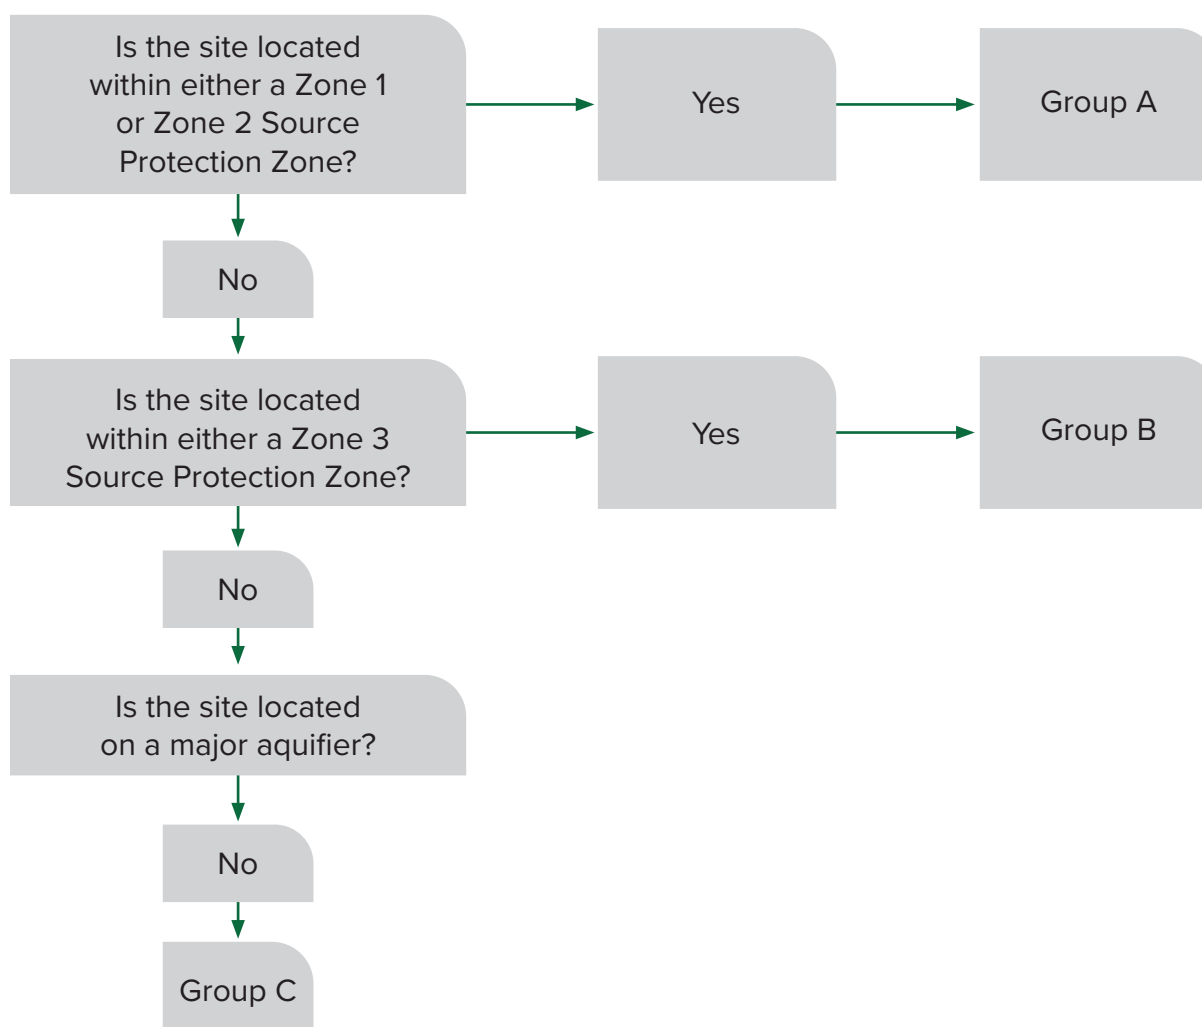 Is the site located
within either a Zone 1
or Zone 2 Source
Protection Zone?
Yes
Group A
No
Is the site located
within either a Zone 3
Source Protection Zone?
Yes
Group B
No
Is the site located
on a major aquifier?
No
Group C